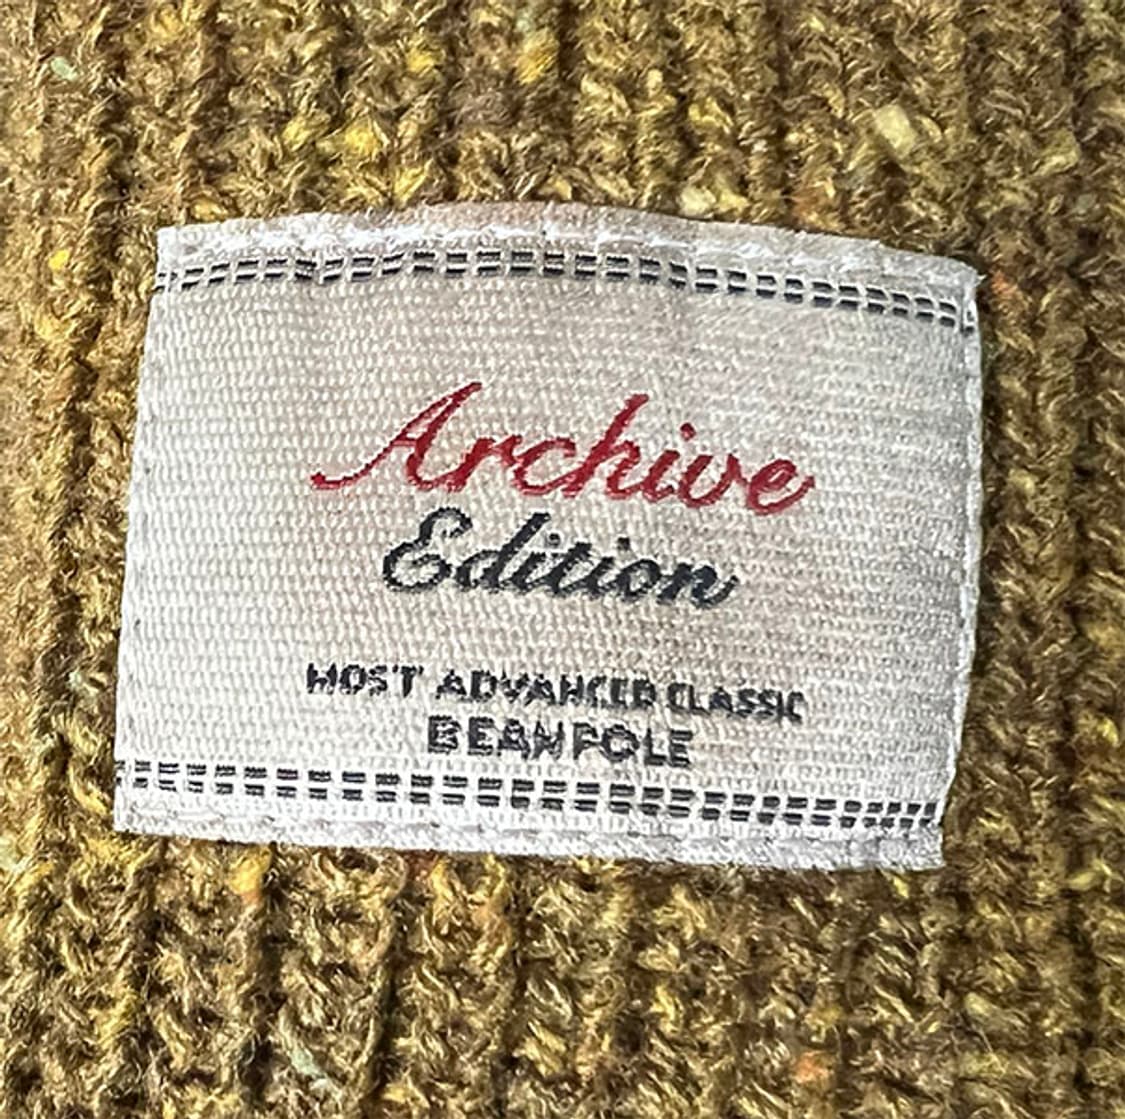 Archive
Edition
MOST ADVANCED CLASSIC
BEANPOLE